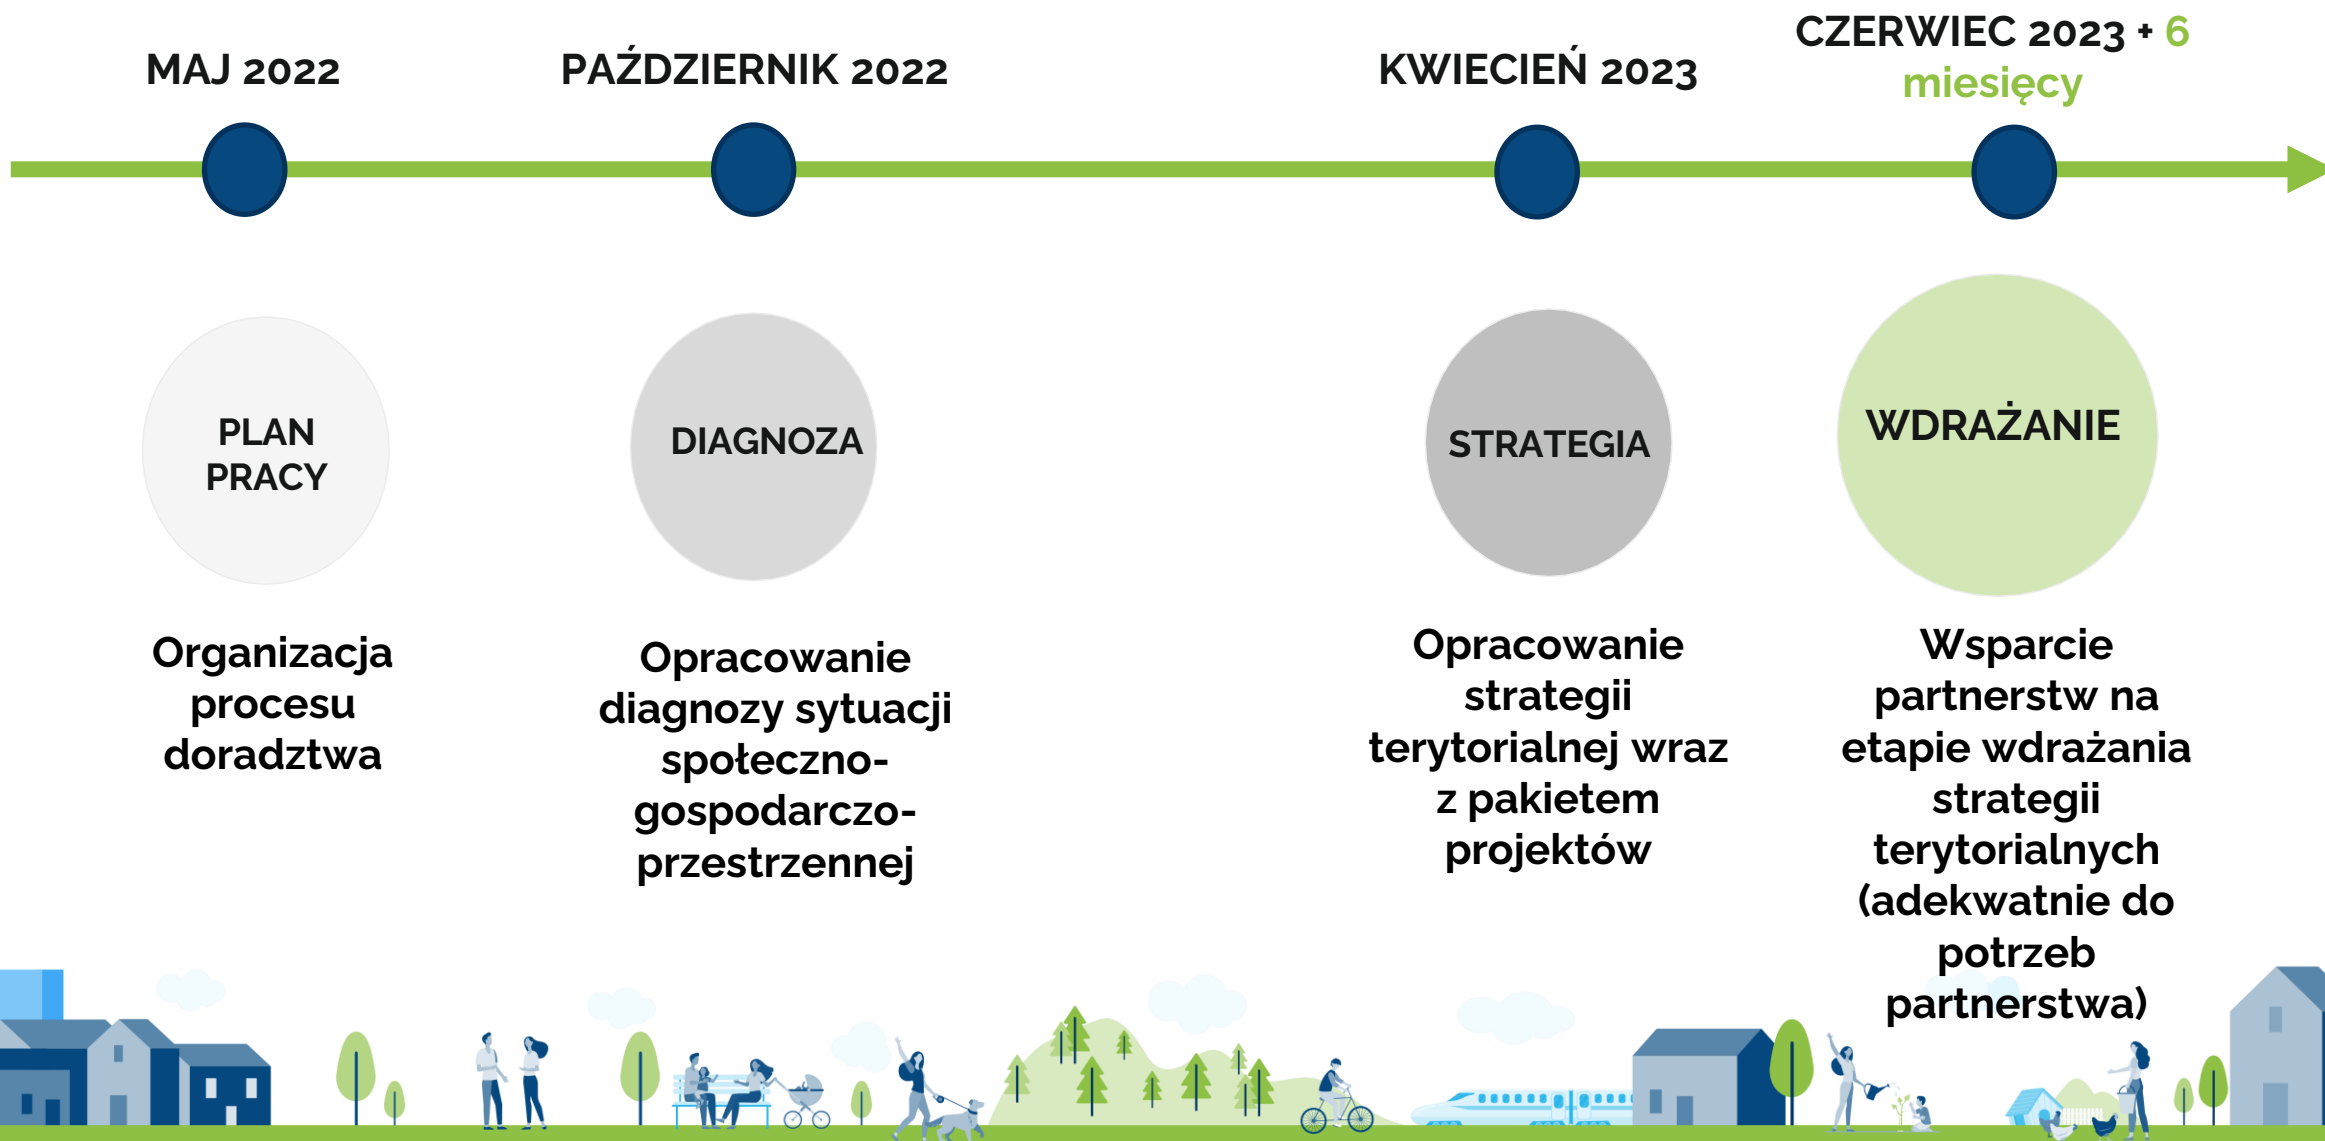 MAJ 2022
PAŹDZIERNIK 2022
KWIECIEŃ 2023
CZERWIEC 2023 + 6
miesięcy
PLAN
PRACY
DIAGNOZA
STRATEGIA
WDRAŻANIE
Organizacja
procesu
doradztwa
Opracowanie
diagnozy sytuacji
społeczno-
gospodarczo-
przestrzennej
Opracowanie
strategii
terytorialnej wraz
z pakietem
projektów
Wsparcie
partnerstw na
etapie wdrażania
strategii
terytorialnych
(adekwatnie do
potrzeb
partnerstwa)